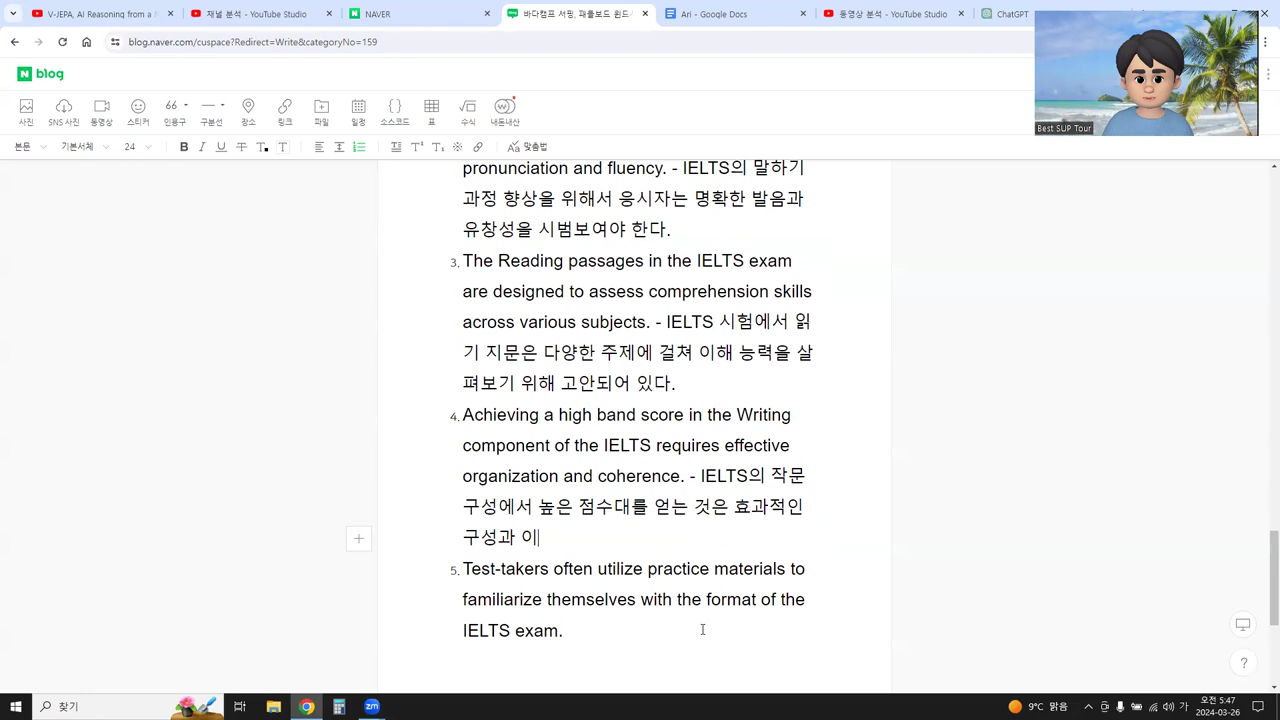 V-JEPA, AI Reasoning from a N
채널 분석 - YouTube Studio
NAVER
바다캠프 서핑, 패들보드 윈드
Ari - Google Docs
동영상 분석 - YouTube Studio
ChatGPT
blog.naver.com/cuspace?Redirect=Write&categoryNo=159
N blog
사진 SNS 사진 동영상 스티커 인용구 구분선 장소 링크 파일 일정 소스코드 표 수식 내돈내산
본문 기본서체 24 B I U T T T 맞춤법
Best SUP Tour
pronunciation and fluency. - IELTS의 말하기
과정 향상을 위해서 응시자는 명확한 발음과
유창성을 시범보여야 한다.
3. The Reading passages in the IELTS exam
are designed to assess comprehension skills
across various subjects. - IELTS 시험에서 읽
기 지문은 다양한 주제에 걸쳐 이해 능력을 살
펴보기 위해 고안되어 있다.
4. Achieving a high band score in the Writing
component of the IELTS requires effective
organization and coherence. - IELTS의 작문
구성에서 높은 점수대를 얻는 것은 효과적인
구성과 이
5. Test-takers often utilize practice materials to
familiarize themselves with the format of the
IELTS exam.
찾기
zm
9°C 맑음
가
오전 5:47
2024-03-26